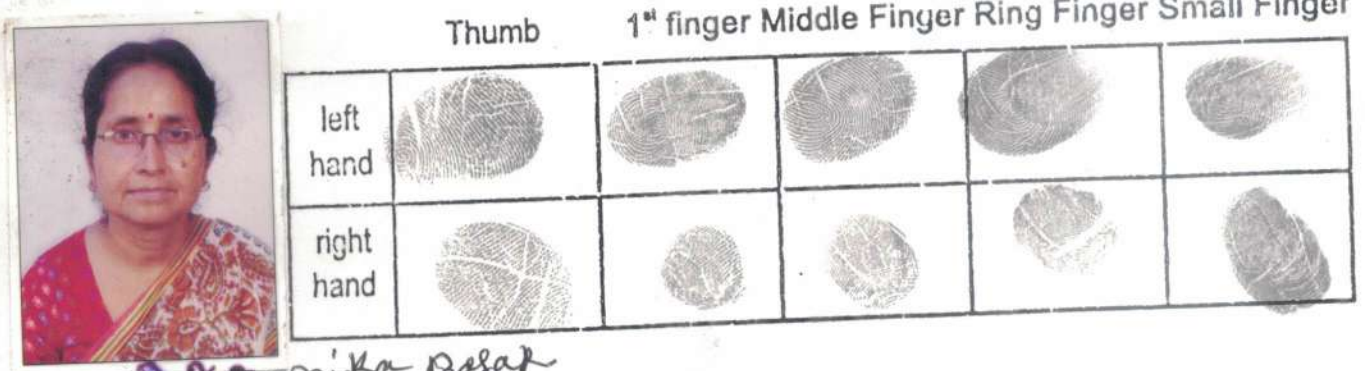 Thumb 1st finger Middle Finger Ring Finger Small Finger
left
hand
right
hand